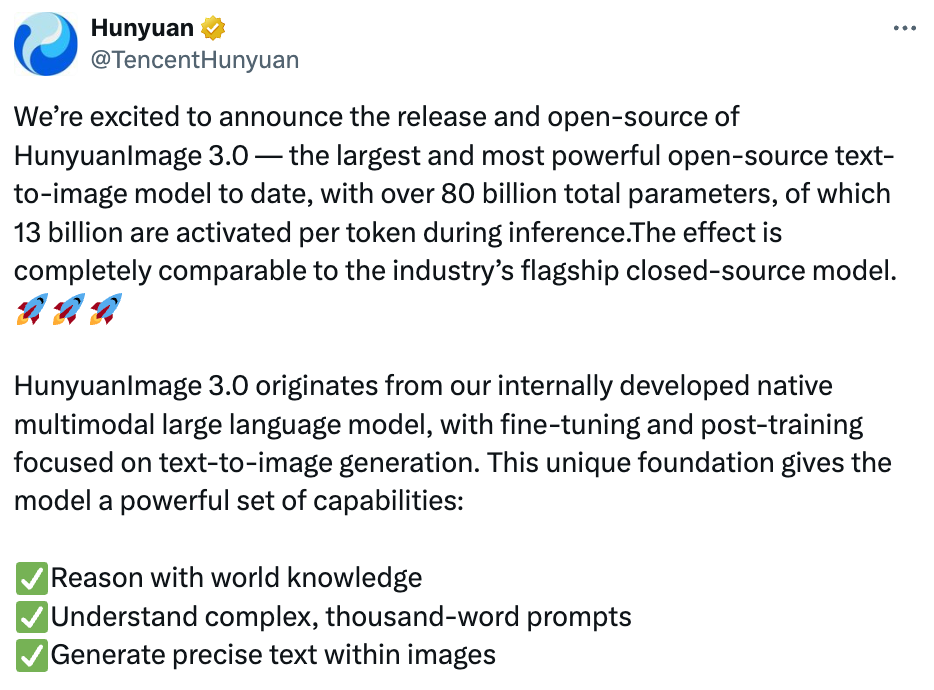 Hunyuan
@TencentHunyuan
We’re excited to announce the release and open-source of
HunyuanImage 3.0 — the largest and most powerful open-source text-
to-image model to date, with over 80 billion total parameters, of which
13 billion are activated per token during inference.The effect is
completely comparable to the industry’s flagship closed-source model.
🚀🚀🚀
HunyuanImage 3.0 originates from our internally developed native
multimodal large language model, with fine-tuning and post-training
focused on text-to-image generation. This unique foundation gives the
model a powerful set of capabilities:
✅Reason with world knowledge
✅Understand complex, thousand-word prompts
✅Generate precise text within images